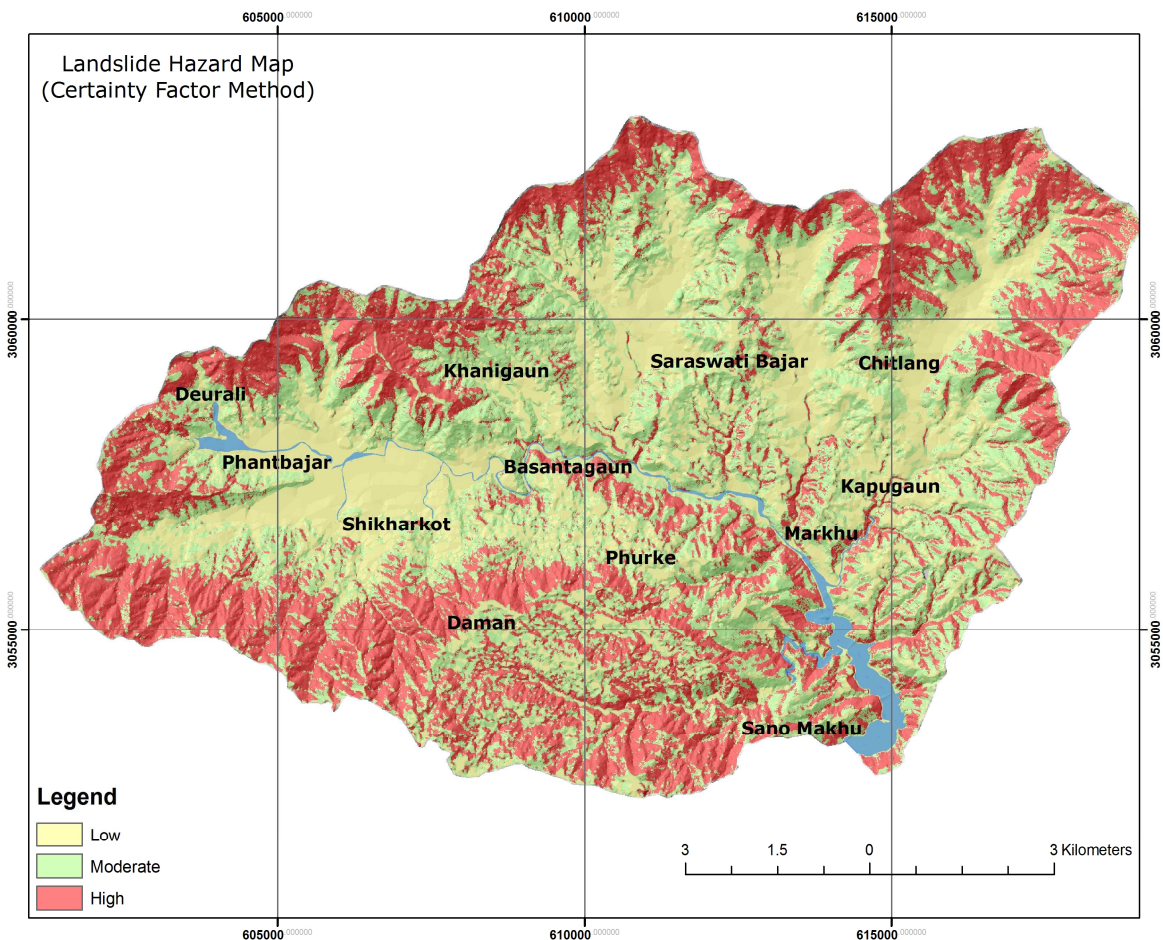 605000.000000 610000.000000 615000.000000
Landslide Hazard Map
(Certainty Factor Method)
3060000.000000
3060000.000000
Saraswati Bajar
Chitlang
Khanigaun
Deurali
Phantbajar
Basantagaun
Kapugaun
Shikharkot
Markhu
Phurke
Daman
3055000.000000
3055000.000000
Sano Makhu
Legend
Low
Moderate
High
3 1.5 0 3 Kilometers
605000.000000 610000.000000 615000.000000